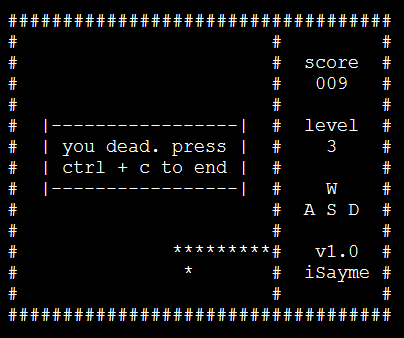 ###################################
#                       #         #
#                       #  score  #
#                       #   009   #
#                       #         #
#  |-----------------|  #  level  #
#  | you dead. press |  #    3    #
#  | ctrl + c to end |  #         #
#  |-----------------|  #    W    #
#                       #  A S D  #
#                       #         #
#              *********#   v1.0  #
#               *       #  iSayme #
#                       #         #
###################################